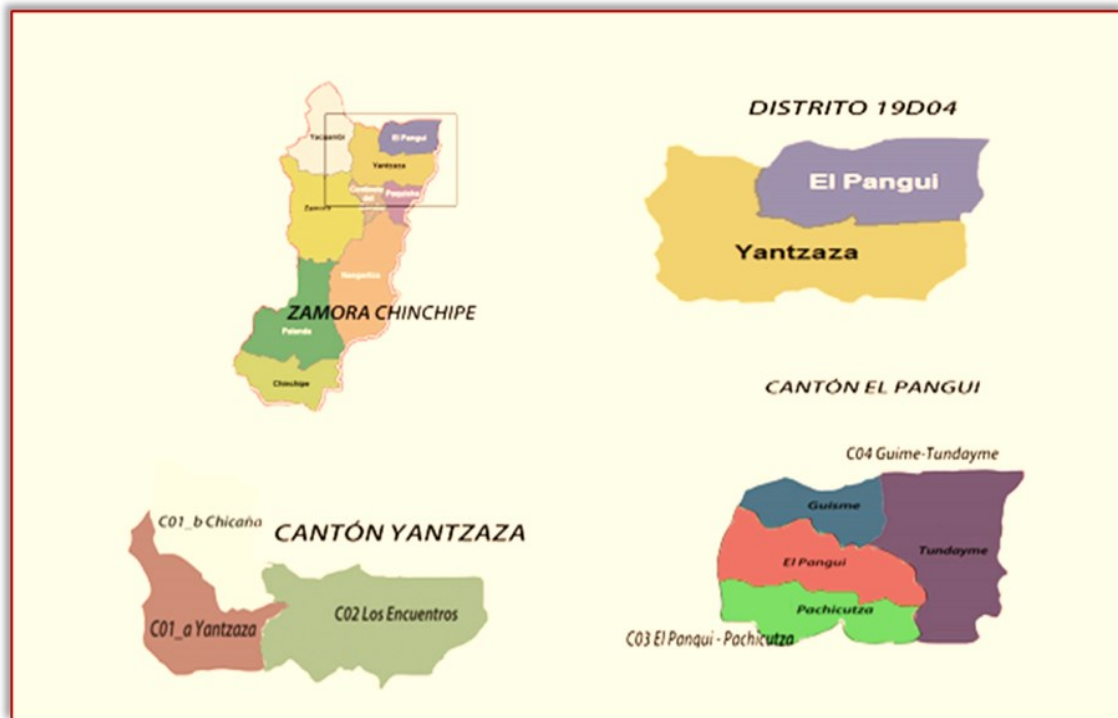 DISTRITO 19D04
Yacuambi
El Pangui
Yantzaza
Paquisha
Zamora
Nangaritza
ZAMORA CHINCHIPE
Palanda
Chinchipe
El Pangui
Yantzaza
CANTÓN EL PANGUI
C04 Guime-Tundayme
Guisme
Tundayme
El Pangui
Pachicutza
C03 El Panqui - Pachicutza
C01_b Chicaña
CANTÓN YANTZAZA
C01_a Yantzaza
C02 Los Encuentros